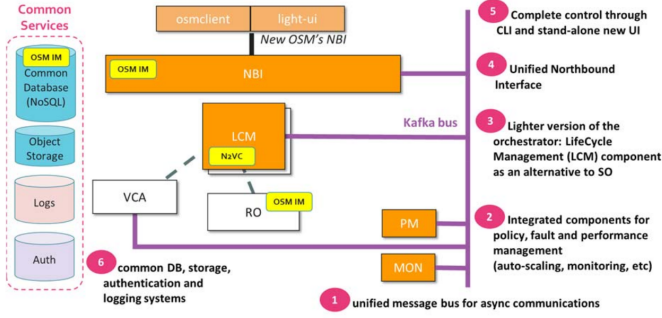 Common
Services
OSM IM
Common
Database
(NoSQL)
Object
Storage
Logs
Auth
osmclient
light-ui
New OSM's NBI
OSM IM
NBI
Kafka bus
LCM
N2VC
VCA
RO
OSM IM
PM
MON
5 Complete control through
CLI and stand-alone new UI
4 Unified Northbound
Interface
3 Lighter version of the
orchestrator: LifeCycle
Management (LCM) component
as an alternative to SO
2 Integrated components for
policy, fault and performance
management
(auto-scaling, monitoring, etc)
6 common DB, storage,
authentication and
logging systems
1 unified message bus for async communications